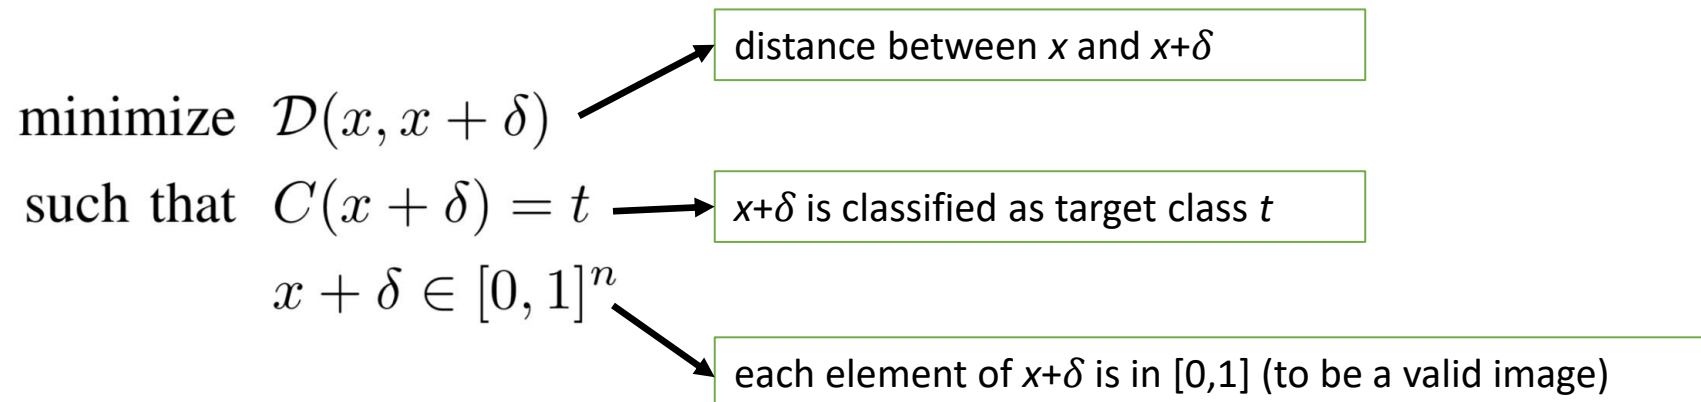 distance between x and x+δ
minimize 𝒟(x, x + δ)
such that C(x + δ) = t
x+δ is classified as target class t
x + δ ∈ [0, 1]ⁿ
each element of x+δ is in [0,1] (to be a valid image)